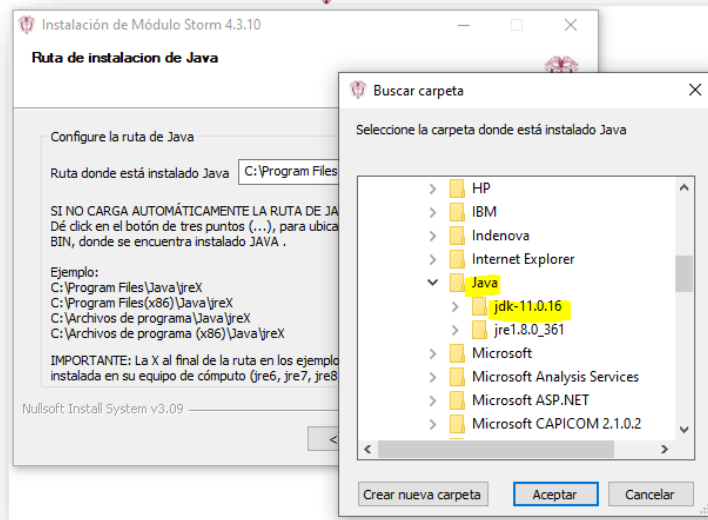 Instalación de Módulo Storm 4.3.10
Ruta de instalacion de Java
Configure la ruta de Java
Ruta donde está instalado Java C:\Program Files
SI NO CARGA AUTOMÁTICAMENTE LA RUTA DE JA
Dé click en el botón de tres puntos (...), para ubica
BIN, donde se encuentra instalado JAVA .
Ejemplo:
C:\Program Files\Java\jreX
C:\Program Files(x86)\Java\jreX
C:\Archivos de programa\Java\jreX
C:\Archivos de programa (x86)\Java\jreX
IMPORTANTE: La X al final de la ruta en los ejemplo
instalada en su equipo de cómputo (jre6, jre7, jre8
Nullsoft Install System v3.09
<
Buscar carpeta
Seleccione la carpeta donde está instalado Java
HP
IBM
Indenova
Internet Explorer
Java
jdk-11.0.16
jre1.8.0_361
Microsoft
Microsoft Analysis Services
Microsoft ASP.NET
Microsoft CAPICOM 2.1.0.2
Crear nueva carpeta Aceptar Cancelar